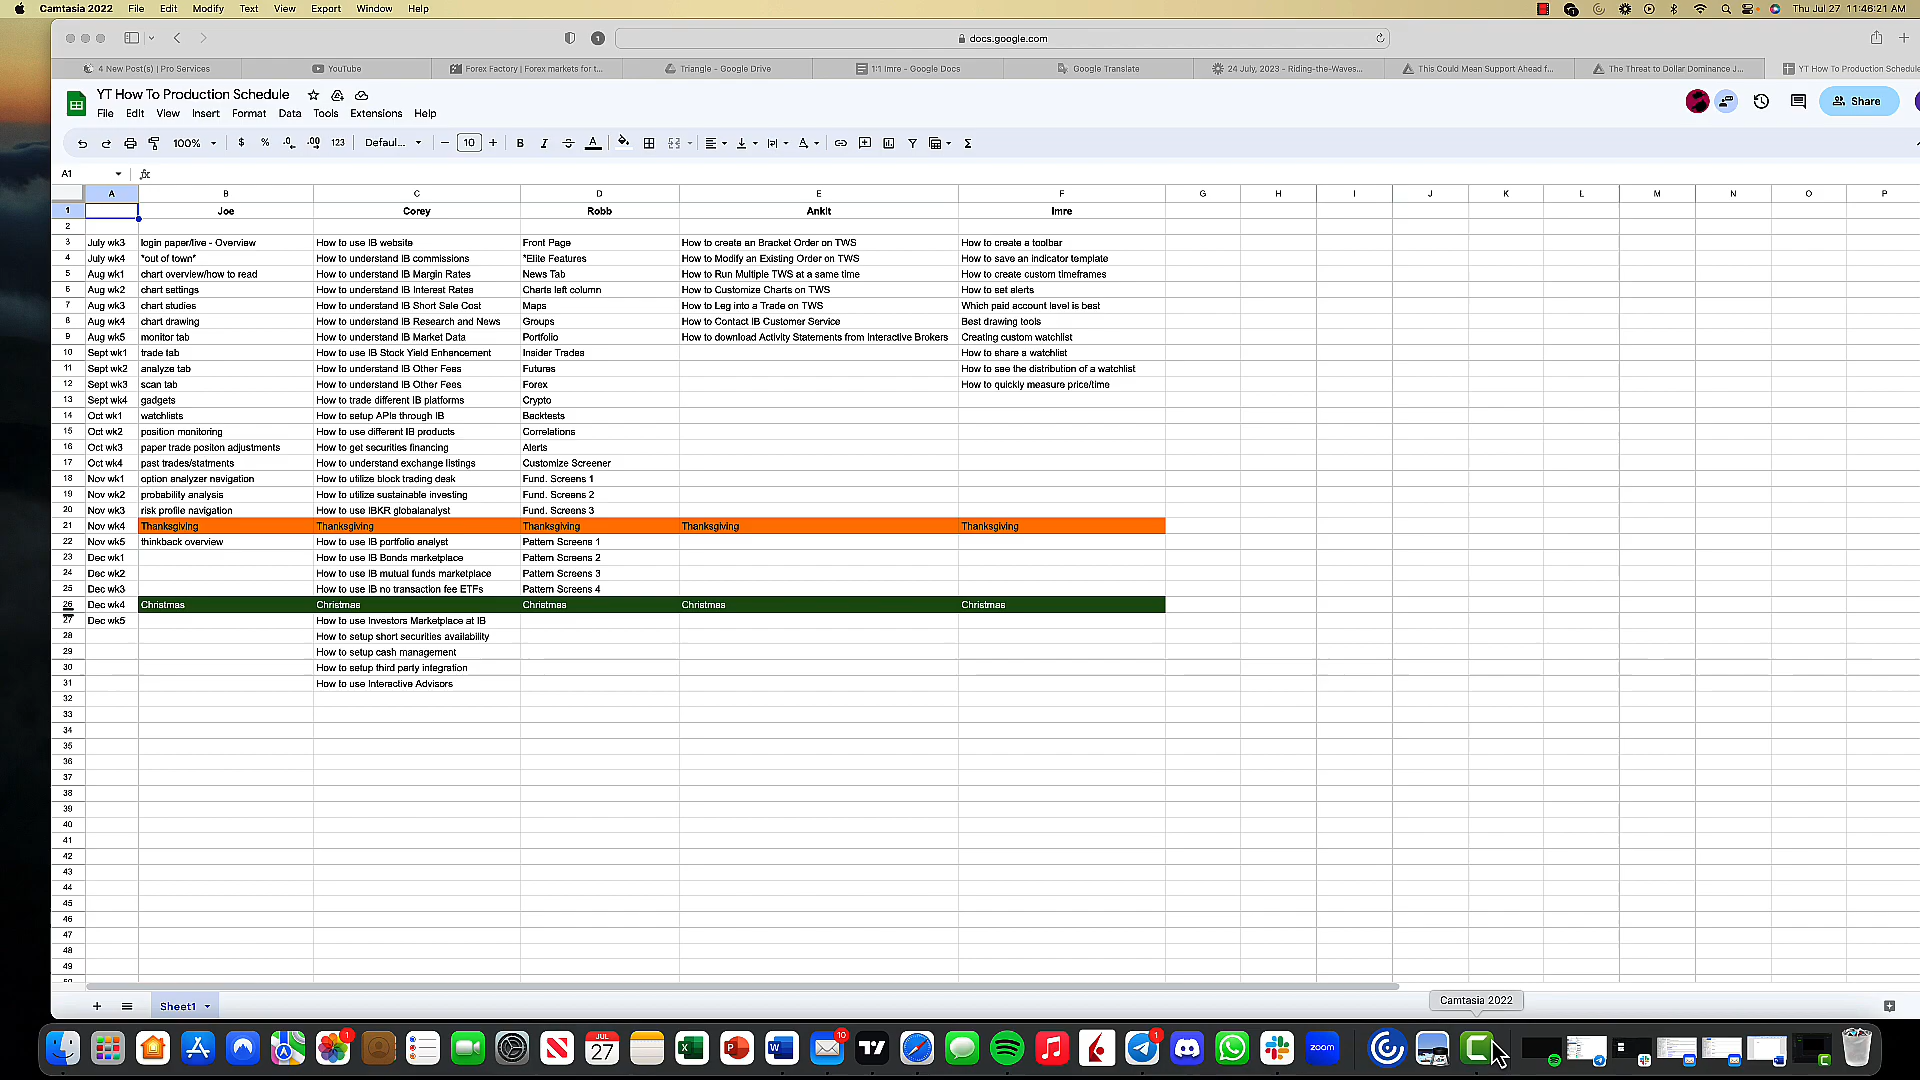 Camtasia 2022 File Edit Modify Text View Export Window Help Thu Jul 27 11:46:21 AM
docs.google.com
4 New Post(s) | Pro Services YouTube Forex Factory | Forex markets for t... Triangle - Google Drive 1:1 Imre - Google Docs Google Translate 24 July, 2023 - Riding-the-Waves... This Could Mean Support Ahead f... The Threat to Dollar Dominance J... YT How To Production Schedule
YT How To Production Schedule
Share
File Edit View Insert Format Data Tools Extensions Help
100% $ % .0 .00 123 Defaul... − 10 + B I A Σ
A1 fx
A B C D E F G H I J K L M N O P
1 Joe Corey Robb Ankit Imre
2
3 July wk3 login paper/live - Overview How to use IB website Front Page How to create an Bracket Order on TWS How to create a toolbar
4 July wk4 *out of town* How to understand IB commissions *Elite Features How to Modify an Existing Order on TWS How to save an indicator template
5 Aug wk1 chart overview/how to read How to understand IB Margin Rates News Tab How to Run Multiple TWS at a same time How to create custom timeframes
6 Aug wk2 chart settings How to understand IB Interest Rates Charts left column How to Customize Charts on TWS How to set alerts
7 Aug wk3 chart studies How to understand IB Short Sale Cost Maps How to Leg into a Trade on TWS Which paid account level is best
8 Aug wk4 chart drawing How to understand IB Research and News Groups How to Contact IB Customer Service Best drawing tools
9 Aug wk5 monitor tab How to understand IB Market Data Portfolio How to download Activity Statements from Interactive Brokers Creating custom watchlist
10 Sept wk1 trade tab How to use IB Stock Yield Enhancement Insider Trades How to share a watchlist
11 Sept wk2 analyze tab How to understand IB Other Fees Futures How to see the distribution of a watchlist
12 Sept wk3 scan tab How to understand IB Other Fees Forex How to quickly measure price/time
13 Sept wk4 gadgets How to trade different IB platforms Crypto
14 Oct wk1 watchlists How to setup APIs through IB Backtests
15 Oct wk2 position monitoring How to use different IB products Correlations
16 Oct wk3 paper trade positon adjustments How to get securities financing Alerts
17 Oct wk4 past trades/statments How to understand exchange listings Customize Screener
18 Nov wk1 option analyzer navigation How to utilize block trading desk Fund. Screens 1
19 Nov wk2 probability analysis How to utilize sustainable investing Fund. Screens 2
20 Nov wk3 risk profile navigation How to use IBKR globalanalyst Fund. Screens 3
21 Nov wk4 Thanksgiving Thanksgiving Thanksgiving Thanksgiving Thanksgiving
22 Nov wk5 thinkback overview How to use IB portfolio analyst Pattern Screens 1
23 Dec wk1 How to use IB Bonds marketplace Pattern Screens 2
24 Dec wk2 How to use IB mutual funds marketplace Pattern Screens 3
25 Dec wk3 How to use IB no transaction fee ETFs Pattern Screens 4
26 Dec wk4 Christmas Christmas Christmas Christmas Christmas
27 Dec wk5 How to use Investors Marketplace at IB
28 How to setup short securities availability
29 How to setup cash management
30 How to setup third party integration
31 How to use Interactive Advisors
32
33
34
35
36
37
38
39
40
41
42
43
44
45
46
47
48
49
+ Sheet1
Camtasia 2022
1 JUL 27 10 1 zoom